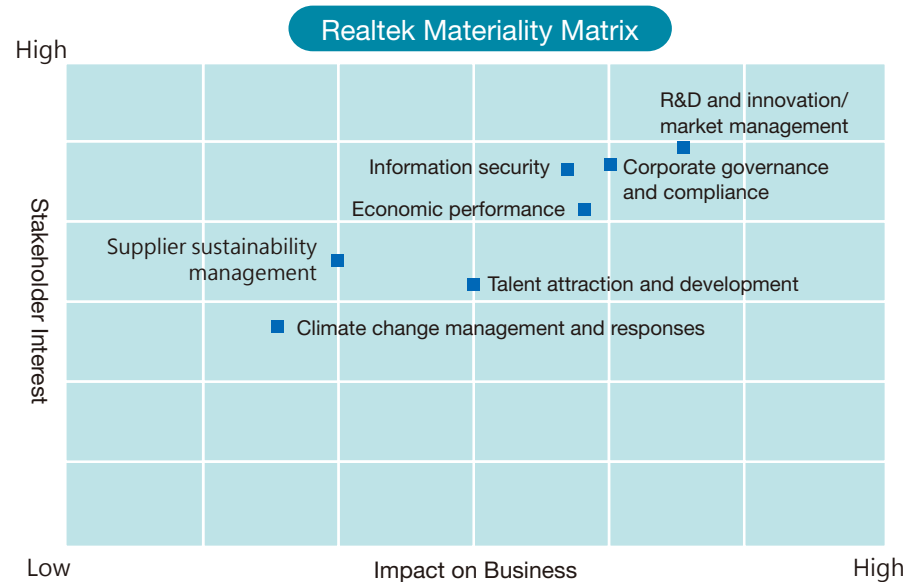 Realtek Materiality Matrix
High
R&D and innovation/
market management
Information security
Corporate governance
and compliance
Economic performance
Supplier sustainability
management
Talent attraction and development
Climate change management and responses
Stakeholder Interest
Low
Impact on Business
High